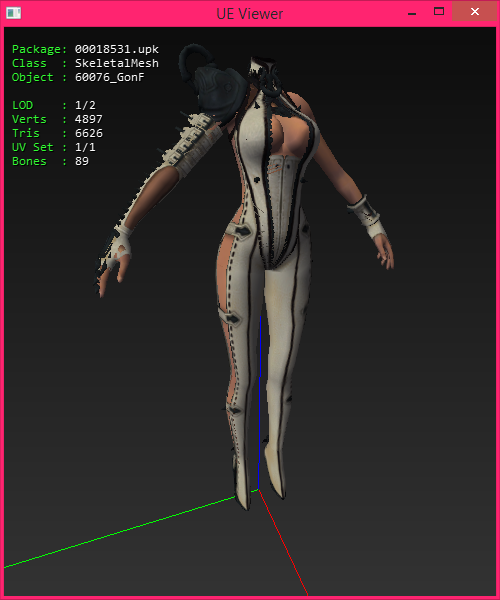 UE Viewer
Package: 00018531.upk
Class : SkeletalMesh
Object : 60076_GonF
LOD : 1/2
Verts : 4897
Tris : 6626
UV Set : 1/1
Bones : 89